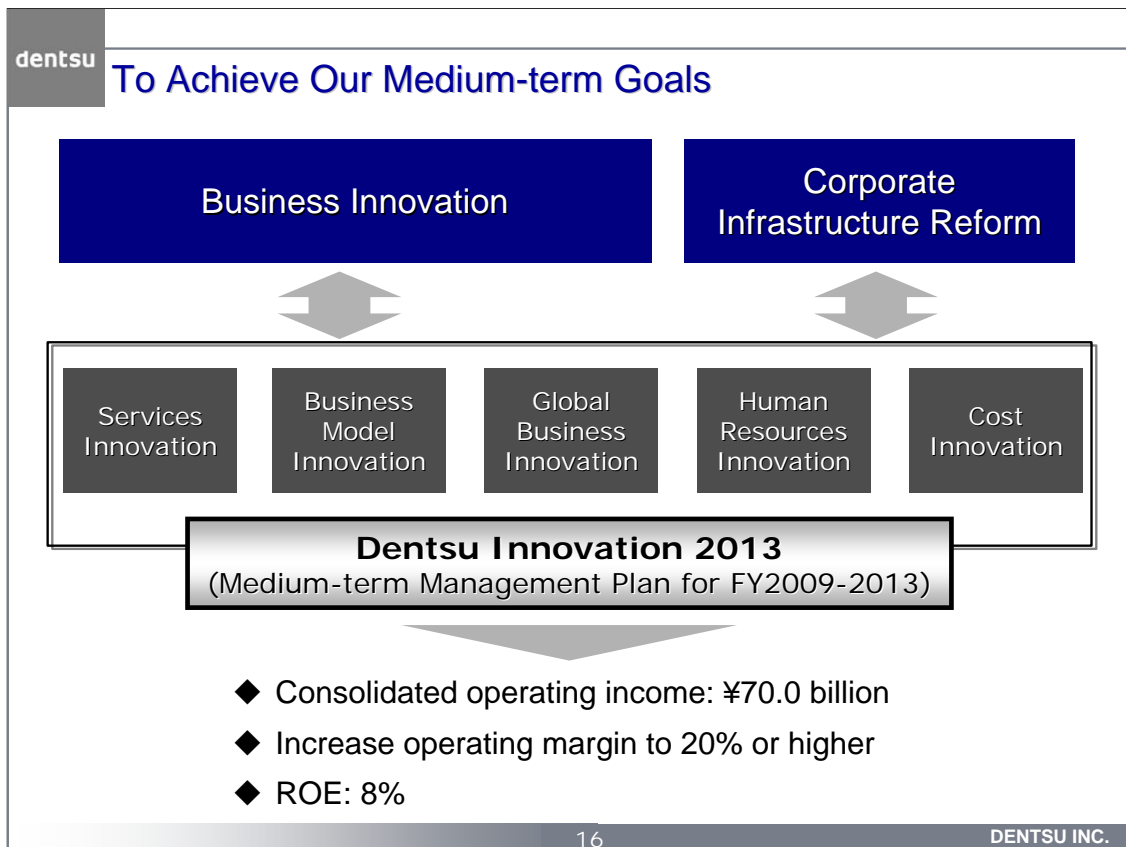 dentsu
To Achieve Our Medium-term Goals
Business Innovation
Corporate
Infrastructure Reform
Services
Innovation
Business
Model
Innovation
Global
Business
Innovation
Human
Resources
Innovation
Cost
Innovation
Dentsu Innovation 2013
(Medium-term Management Plan for FY2009-2013)
◆ Consolidated operating income: ¥70.0 billion
◆ Increase operating margin to 20% or higher
◆ ROE: 8%
16
DENTSU INC.